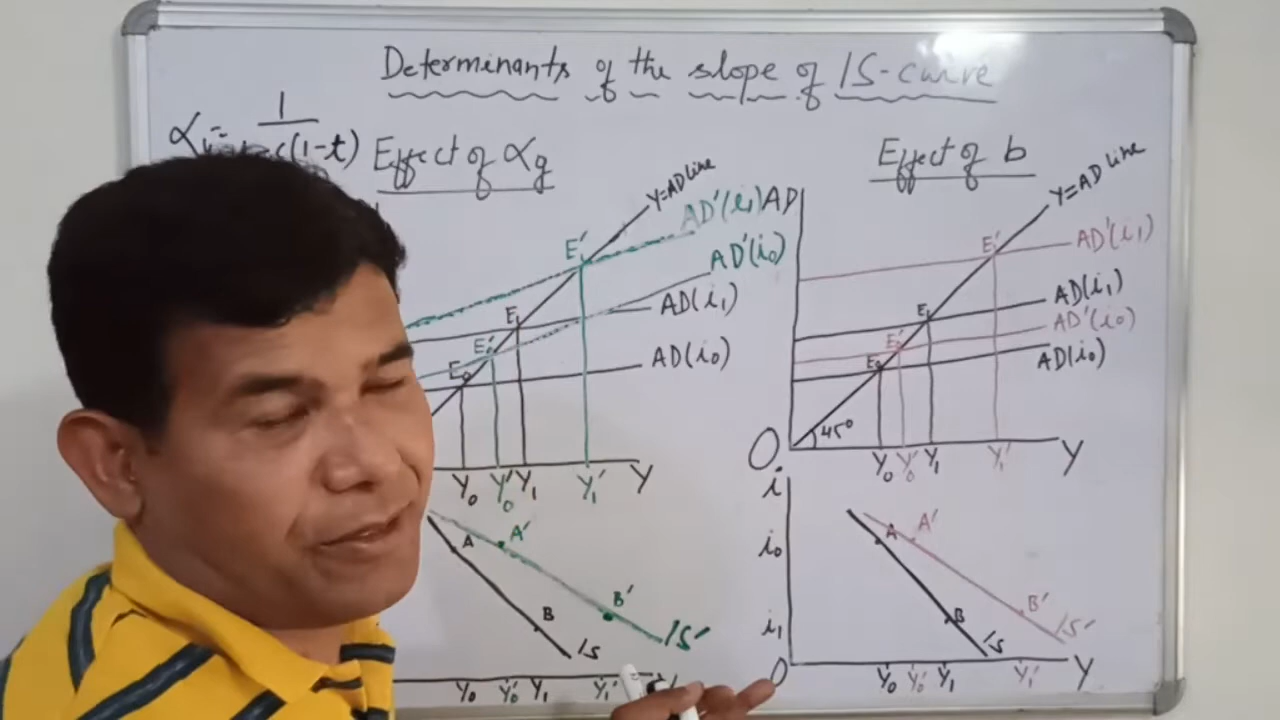 Determinants of the slope of IS-curve
1
c(1-t)
Effect of αg
Y=AD line
AD'(i1)
AD'(i0)
AD(i1)
AD(i0)
E1'
E1
E0'
E0
Y0 Y0' Y1 Y1' Y
A A'
B B'
IS IS'
Y0 Y0' Y1 Y1'
Effect of b
AD
Y=AD line
AD'(i1)
AD(i1)
AD'(i0)
AD(i0)
E1'
E1
E0'
E0
45°
O Y0 Y0' Y1 Y1' Y
i
i0
i1
A A'
B B'
IS IS'
O Y0 Y0' Y1 Y1' Y